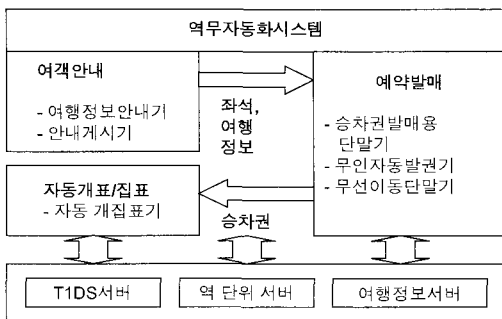 역무자동화시스템
여객안내
- 여행정보안내기
- 안내게시기
좌석,
여행
정보
예약발매
- 승차권발매용
단말기
- 무인자동발권기
- 무선이동단말기
자동개표/집표
- 자동 개집표기
승차권
T1DS서버
역 단위 서버
여행정보서버